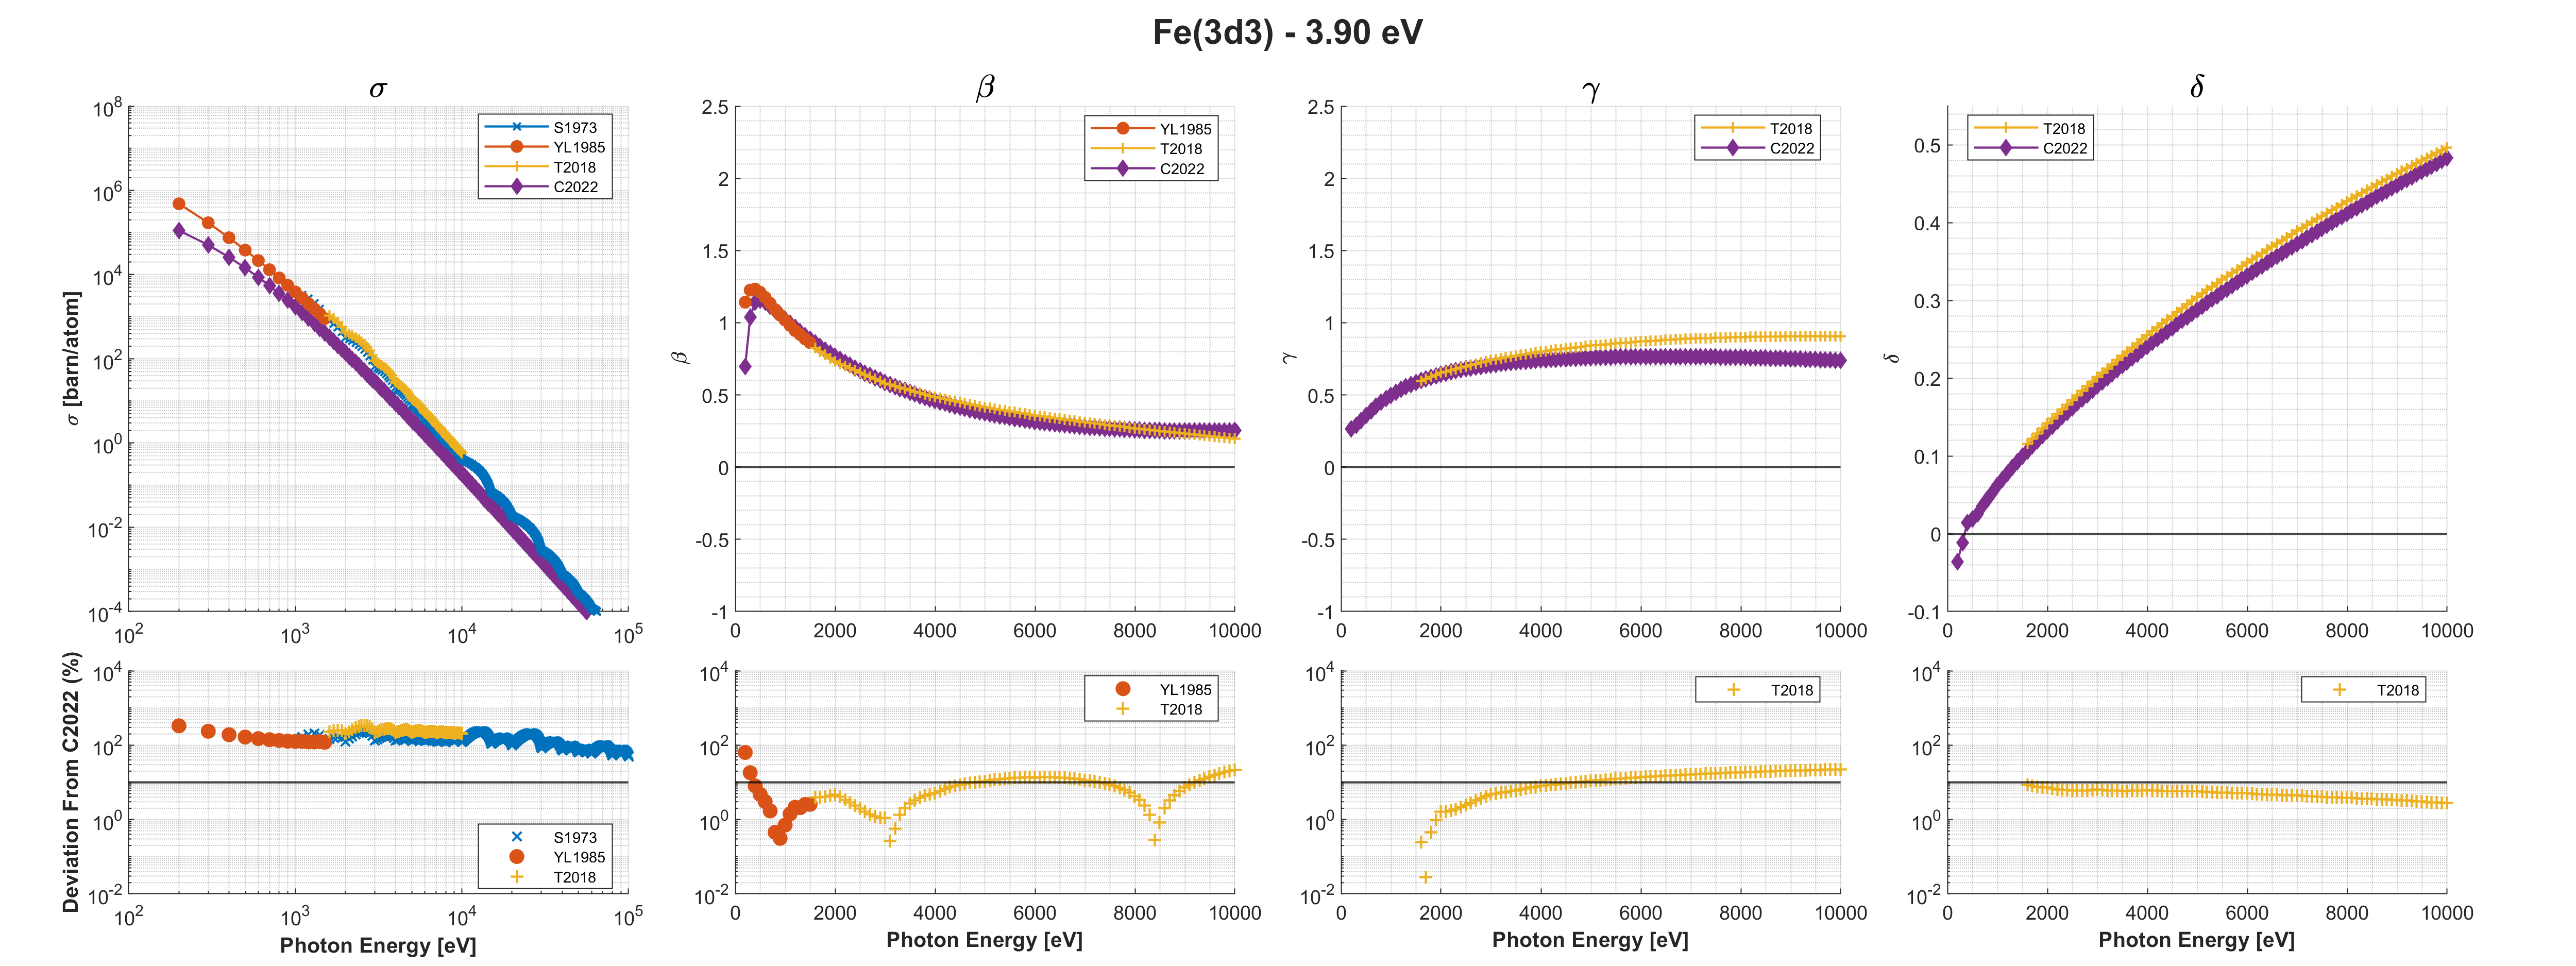 Fe(3d3) - 3.90 eV
σ
σ [barn/atom]
10^8
10^6
10^4
10^2
10^0
10^-2
10^-4
10^2 10^3 10^4 10^5
S1973
YL1985
T2018
C2022
β
β
2.5
2
1.5
1
0.5
0
-0.5
-1
0 2000 4000 6000 8000 10000
YL1985
T2018
C2022
γ
γ
2.5
2
1.5
1
0.5
0
-0.5
-1
0 2000 4000 6000 8000 10000
T2018
C2022
δ
δ
0.5
0.4
0.3
0.2
0.1
0
-0.1
0 2000 4000 6000 8000 10000
T2018
C2022
Deviation From C2022 (%)
10^4
10^2
10^0
10^-2
10^2 10^3 10^4 10^5
S1973
YL1985
T2018
Photon Energy [eV]
10^4
10^2
10^0
10^-2
0 2000 4000 6000 8000 10000
YL1985
T2018
Photon Energy [eV]
10^4
10^2
10^0
10^-2
0 2000 4000 6000 8000 10000
T2018
Photon Energy [eV]
10^4
10^2
10^0
10^-2
0 2000 4000 6000 8000 10000
T2018
Photon Energy [eV]